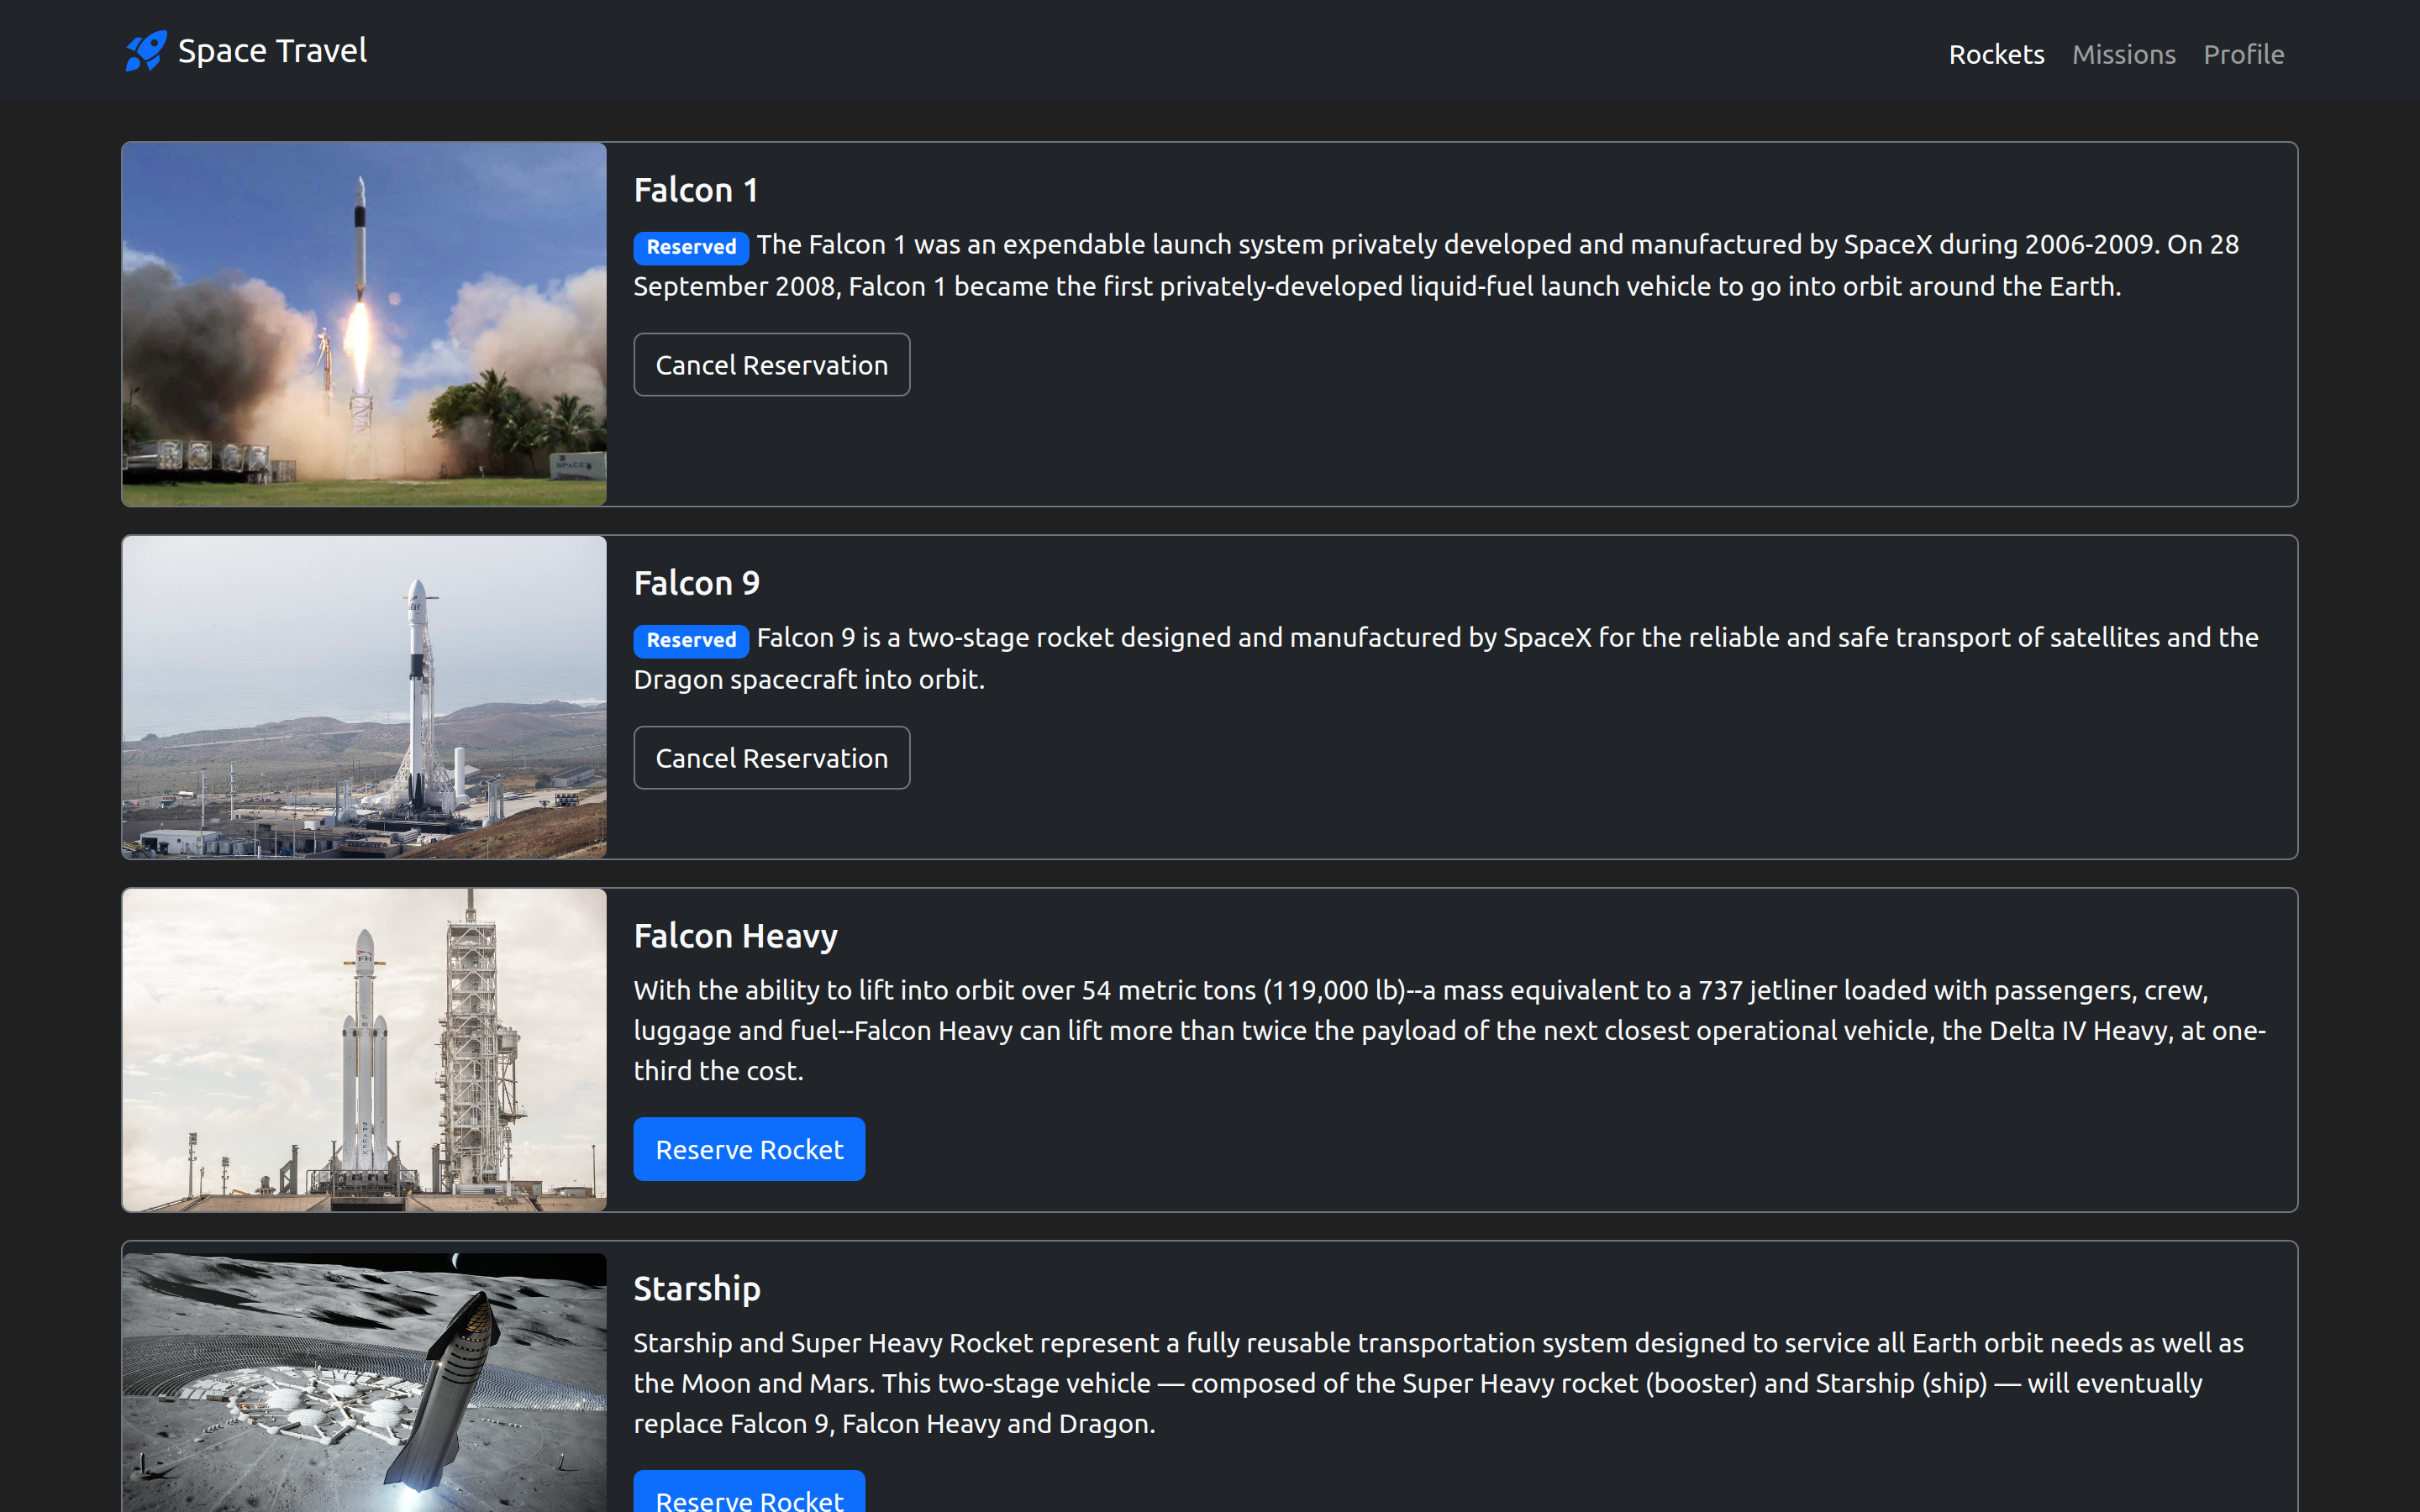 Space Travel
Rockets Missions Profile
Falcon 1
Reserved The Falcon 1 was an expendable launch system privately developed and manufactured by SpaceX during 2006-2009. On 28
September 2008, Falcon 1 became the first privately-developed liquid-fuel launch vehicle to go into orbit around the Earth.
Cancel Reservation
SPACEX
Falcon 9
Reserved Falcon 9 is a two-stage rocket designed and manufactured by SpaceX for the reliable and safe transport of satellites and the
Dragon spacecraft into orbit.
Cancel Reservation
Falcon Heavy
With the ability to lift into orbit over 54 metric tons (119,000 lb)--a mass equivalent to a 737 jetliner loaded with passengers, crew,
luggage and fuel--Falcon Heavy can lift more than twice the payload of the next closest operational vehicle, the Delta IV Heavy, at one-
third the cost.
Reserve Rocket
FH
Starship
Starship and Super Heavy Rocket represent a fully reusable transportation system designed to service all Earth orbit needs as well as
the Moon and Mars. This two-stage vehicle — composed of the Super Heavy rocket (booster) and Starship (ship) — will eventually
replace Falcon 9, Falcon Heavy and Dragon.
Reserve Rocket